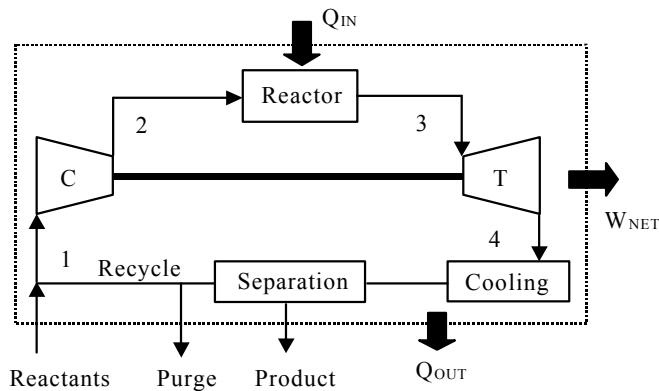 Q_IN
Reactor
2
3
C
T
W_NET
1
4
Recycle
Separation
Cooling
Reactants
Purge
Product
Q_OUT